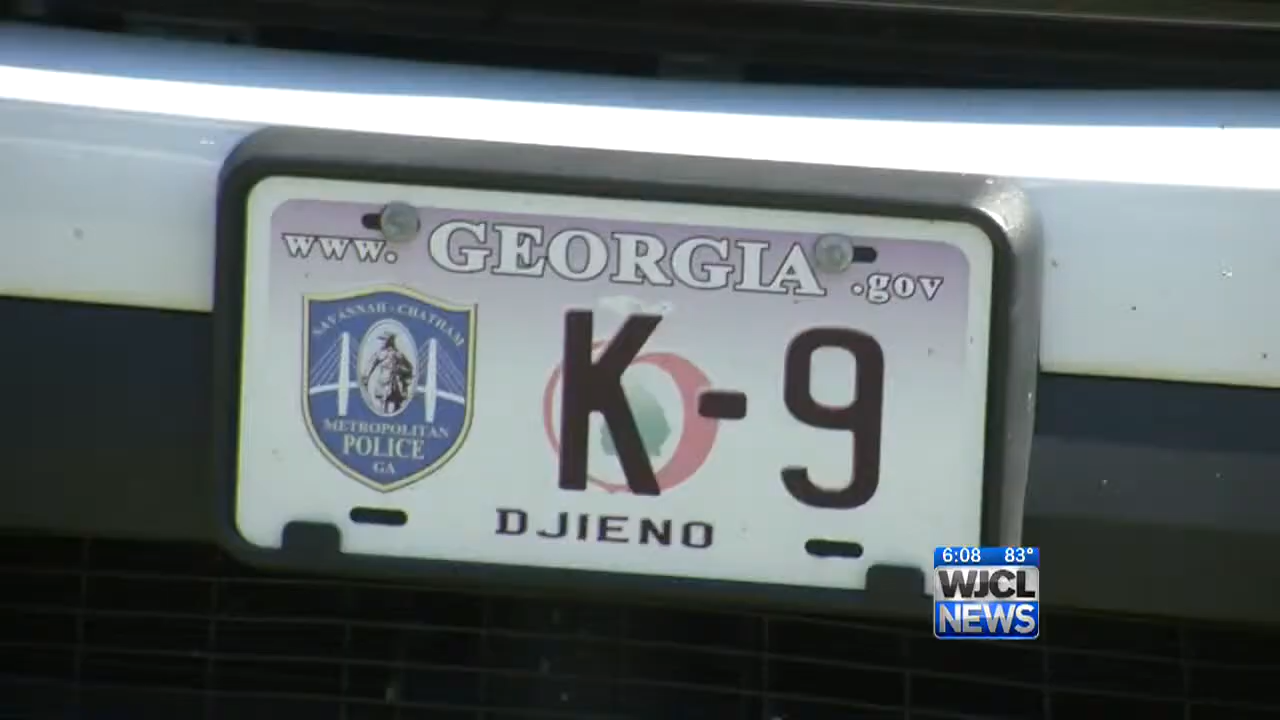 www. GEORGIA .gov
SAVANNAH - CHATHAM
METROPOLITAN
POLICE
GA
K-9
DJIENO
6:08 83°
WJCL
NEWS